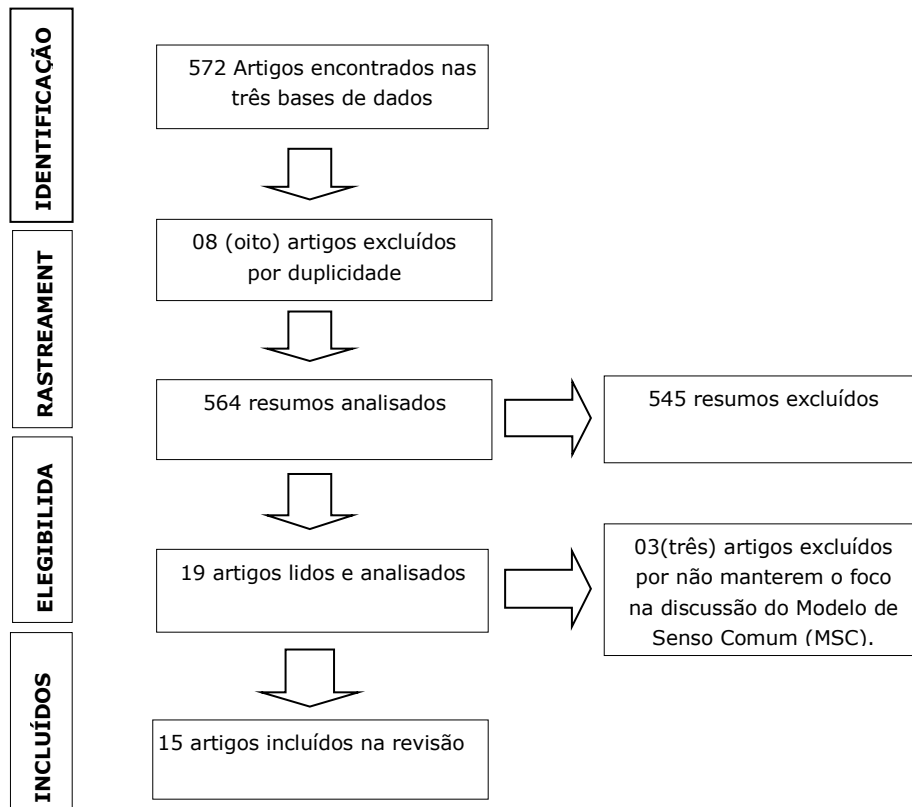 IDENTIFICAÇÃO
572 Artigos encontrados nas
três bases de dados
08 (oito) artigos excluídos
por duplicidade
RASTREAMENT
564 resumos analisados
545 resumos excluídos
ELEGIBILIDA
19 artigos lidos e analisados
03(três) artigos excluídos
por não manterem o foco
na discussão do Modelo de
Senso Comum (MSC).
INCLUÍDOS
15 artigos incluídos na revisão